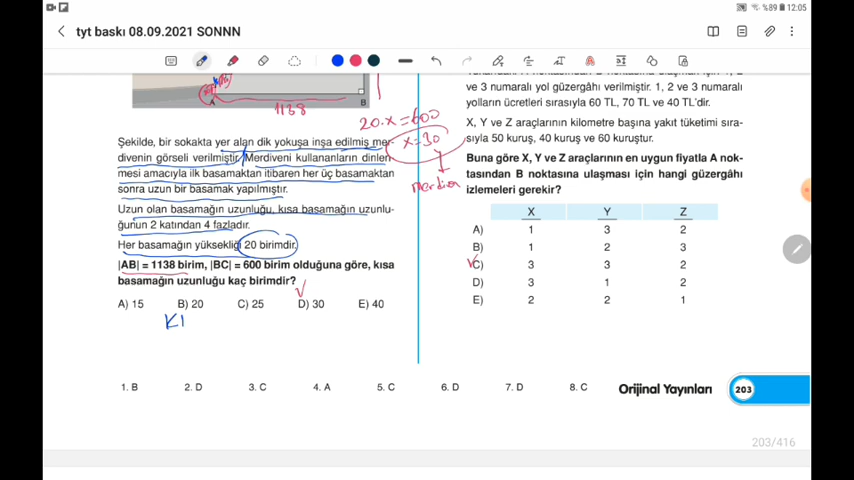 %89 12:05
tyt baskı 08.09.2021 SONNN
A
1138
B
20·x=600
x=30
Şekilde, bir sokakta yer alan dik yokuşa inşa edilmiş mer-
divenin görseli verilmiştir. Merdiveni kullananların dinlen-
mesi amacıyla ilk basamaktan itibaren her üç basamaktan
sonra uzun bir basamak yapılmıştır.
Uzun olan basamağın uzunluğu, kısa basamağın uzunlu-
ğunun 2 katından 4 fazladır.
Her basamağın yüksekliği 20 birimdir.
|AB| = 1138 birim, |BC| = 600 birim olduğuna göre, kısa
basamağın uzunluğu kaç birimdir?
A) 15 B) 20 C) 25 D) 30 E) 40
KI
ve 3 numaralı yol güzergâhı verilmiştir. 1, 2 ve 3 numaralı
yolların ücretleri sırasıyla 60 TL, 70 TL ve 40 TL'dir.
X, Y ve Z araçlarının kilometre başına yakıt tüketimi sıra-
sıyla 50 kuruş, 40 kuruş ve 60 kuruştur.
Buna göre X, Y ve Z araçlarının en uygun fiyatla A nok-
tasından B noktasına ulaşması için hangi güzergâhı
izlemeleri gerekir?
X Y Z
A) 1 3 2
B) 1 2 3
C) 3 3 2
D) 3 1 2
E) 2 2 1
1. B 2. D 3. C 4. A 5. C 6. D 7. D 8. C
Orijinal Yayınları 203
203/416